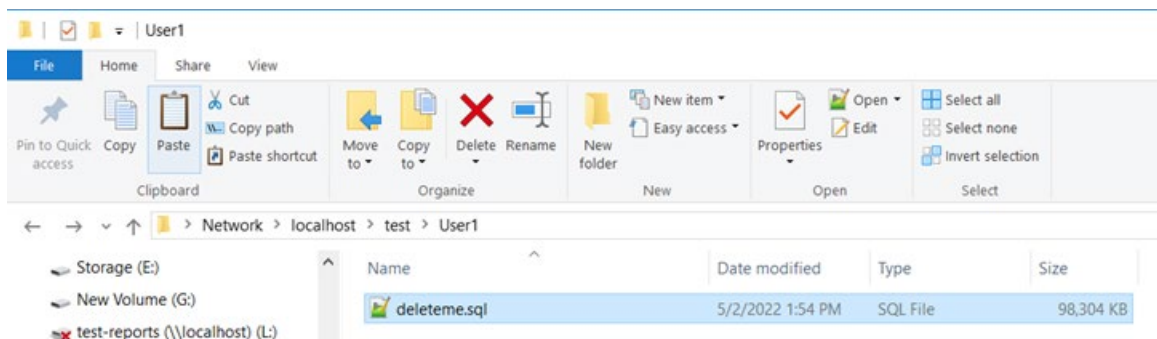 User1
File Home Share View
Pin to Quick access
Copy
Paste
Cut
Copy path
Paste shortcut
Clipboard
Move to
Copy to
Delete
Rename
Organize
New folder
New item
Easy access
New
Properties
Open
Edit
Open
Select all
Select none
Invert selection
Select
> Network > localhost > test > User1
Storage (E:)
New Volume (G:)
test-reports (\\localhost) (L:)
Name Date modified Type Size
deleteme.sql 5/2/2022 1:54 PM SQL File 98,304 KB